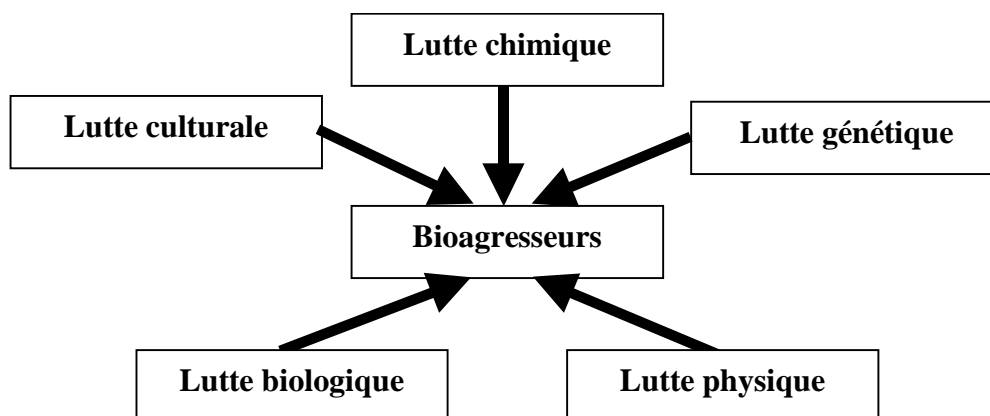 Lutte chimique
Lutte culturale
Lutte génétique
Bioagresseurs
Lutte biologique
Lutte physique